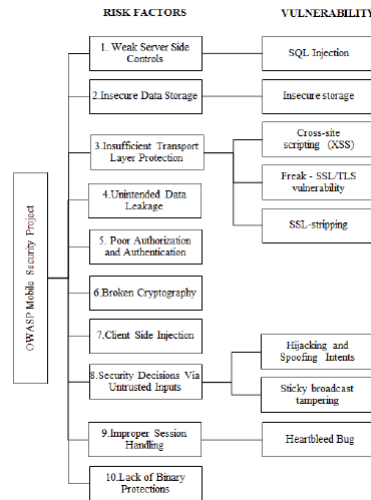 RISK FACTORS
VULNERABILITY
OWASP Mobile Security Project
1. Weak Server Side
Controls
SQL Injection
2.Insecure Data Storage
Insecure storage
3.Insufficient Transport
Layer Protection
Cross-site
scripting (XSS)
Freak - SSL/TLS
vulnerability
SSL-stripping
4.Unintended Data
Leakage
5. Poor Authorization
and Authentication
6.Broken Cryptography
7.Client Side Injection
8.Security Decisions Via
Untrusted Inputs
Hijacking and
Spoofing Intents
Sticky broadcast
tampering
9.Improper Session
Handling
Heartbleed Bug
10.Lack of Binary
Protections